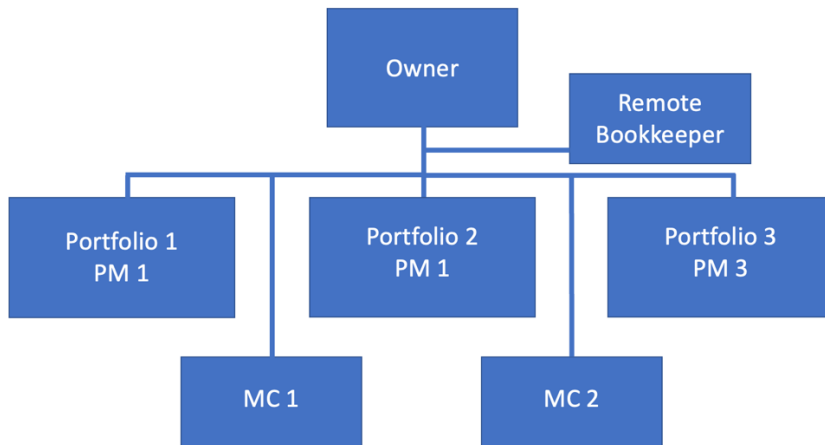 Owner
Remote
Bookkeeper
Portfolio 1
PM 1
Portfolio 2
PM 1
Portfolio 3
PM 3
MC 1
MC 2